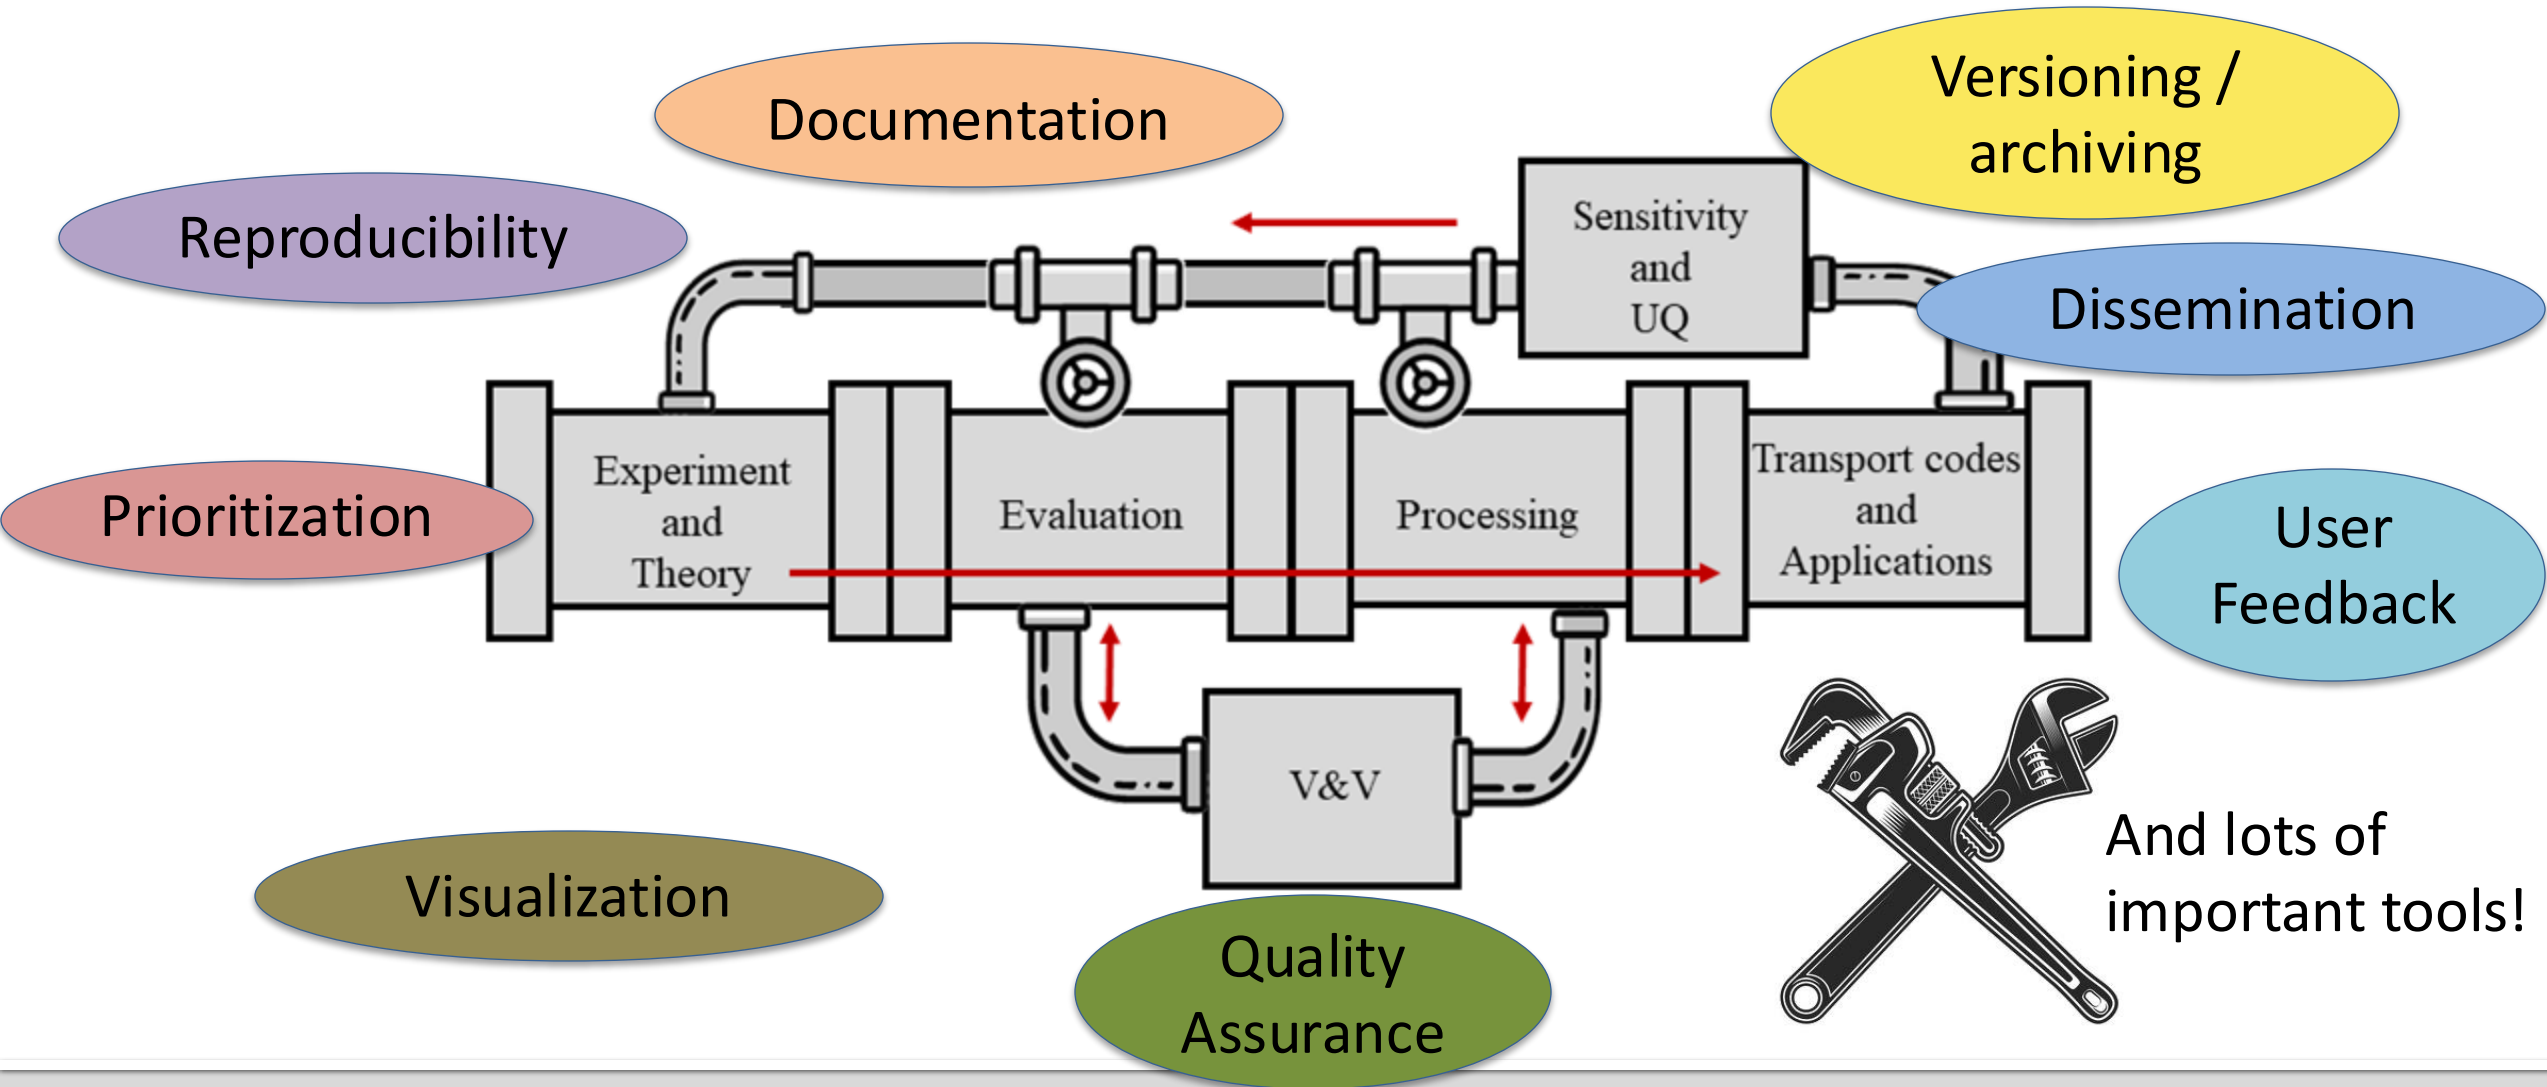 Documentation
Versioning /
archiving
Reproducibility
Sensitivity
and
UQ
Dissemination
Prioritization
Experiment
and
Theory
Evaluation
Processing
Transport codes
and
Applications
User
Feedback
V&V
Visualization
Quality
Assurance
And lots of
important tools!